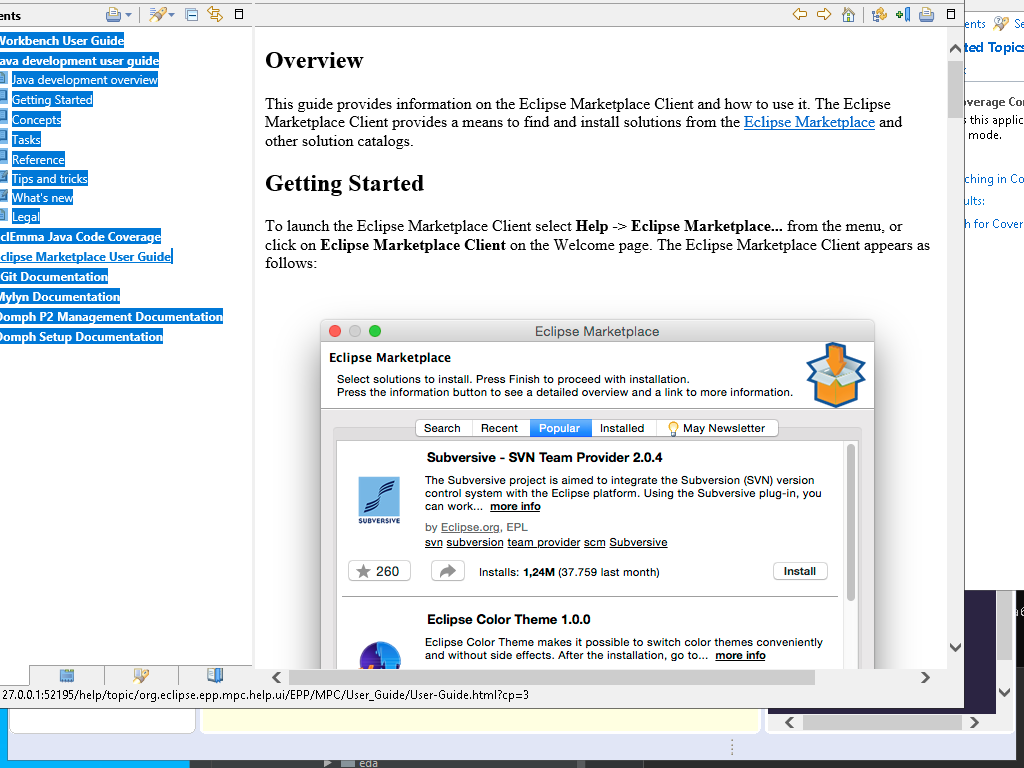 ents
Workbench User Guide
ava development user guide
Java development overview
Getting Started
Concepts
Tasks
Reference
Tips and tricks
What's new
Legal
clEmma Java Code Coverage
clipse Marketplace User Guide
Git Documentation
Mylyn Documentation
Oomph P2 Management Documentation
Oomph Setup Documentation
Overview
This guide provides information on the Eclipse Marketplace Client and how to use it. The Eclipse
Marketplace Client provides a means to find and install solutions from the Eclipse Marketplace and
other solution catalogs.
Getting Started
To launch the Eclipse Marketplace Client select Help -> Eclipse Marketplace... from the menu, or
click on Eclipse Marketplace Client on the Welcome page. The Eclipse Marketplace Client appears as
follows:
Eclipse Marketplace
Eclipse Marketplace
Select solutions to install. Press Finish to proceed with installation.
Press the information button to see a detailed overview and a link to more information.
Search Recent Popular Installed May Newsletter
Subversive - SVN Team Provider 2.0.4
The Subversive project is aimed to integrate the Subversion (SVN) version
control system with the Eclipse platform. Using the Subversive plug-in, you
can work... more info
SUBVERSIVE
by Eclipse.org, EPL
svn subversion team provider scm Subversive
260 Installs: 1,24M (37.759 last month) Install
Eclipse Color Theme 1.0.0
Eclipse Color Theme makes it possible to switch color themes conveniently
and without side effects. After the installation, go to... more info
27.0.0.1:52195/help/topic/org.eclipse.epp.mpc.help.ui/EPP/MPC/User_Guide/User-Guide.html?cp=3
ents Se
ted Topics
verage Co
this applic
mode.
ching in Co
ults:
h for Cover
eda